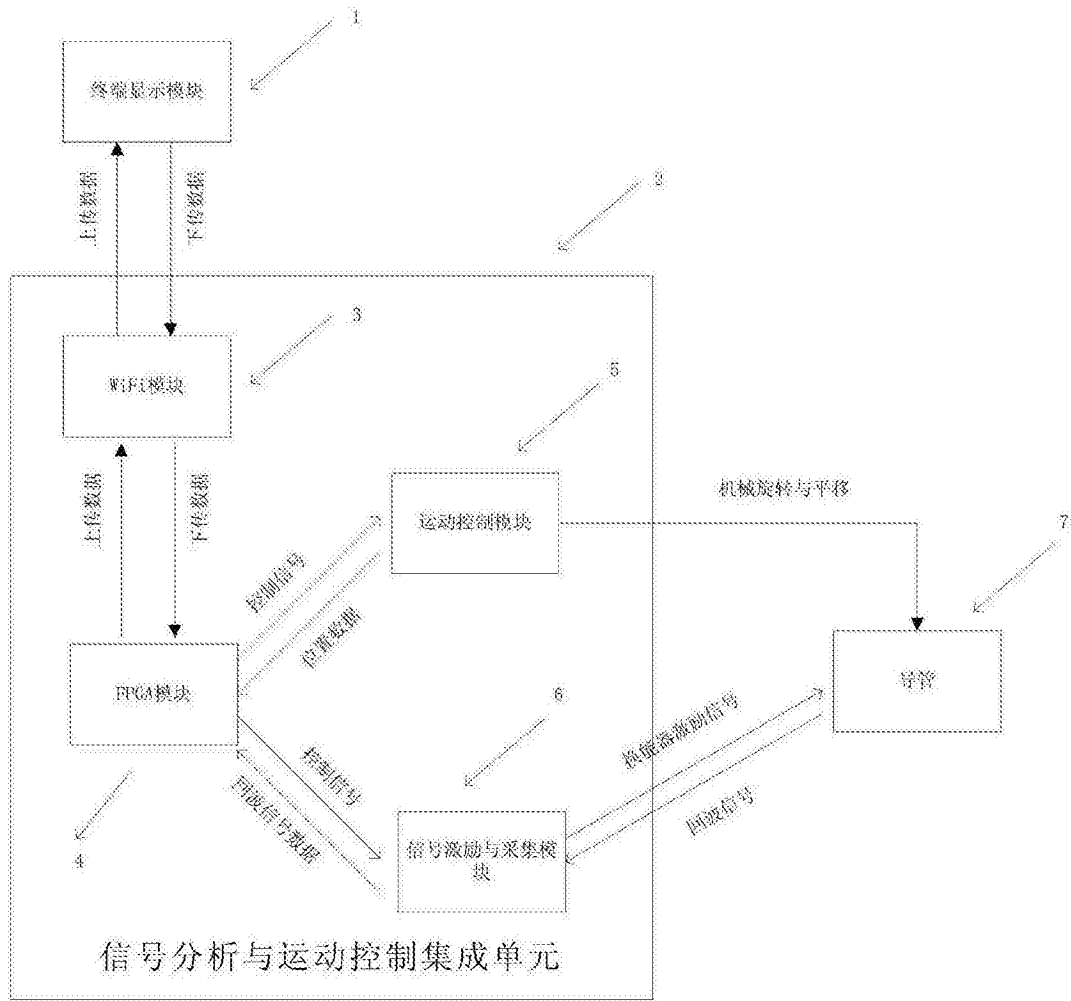 1
终端显示模块
上传数据
下传数据
2
3
WiFi模块
5
上传数据
下传数据
运动控制模块
机械旋转与平移
7
控制信号
位置数据
FPGA模块
导管
6
换能器激励信号
控制信号
回波信号数据
回波信号
4
信号激励与采集模
块
信号分析与运动控制集成单元